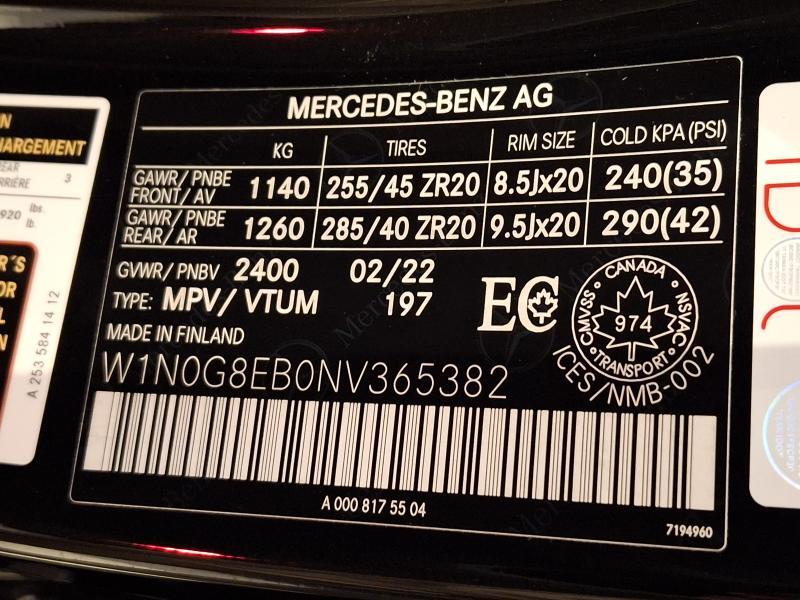 MERCEDES-BENZ AG
KG TIRES RIM SIZE COLD KPA (PSI)
GAWR/PNBE FRONT/AV 1140 255/45 ZR20 8.5Jx20 240(35)
GAWR/PNBE REAR/AR 1260 285/40 ZR20 9.5Jx20 290(42)
GVWR/PNBV 2400 02/22
TYPE: MPV/VTUM 197
MADE IN FINLAND
W1N0G8EB0NV365382
EC
CANADA
CMVSS 974 NSVAC
TRANSPORT
ICES/NMB-002
A 000 817 55 04
7194960
HARGEMENT
3
920 lbs.
lb.
A 253 584 14 12